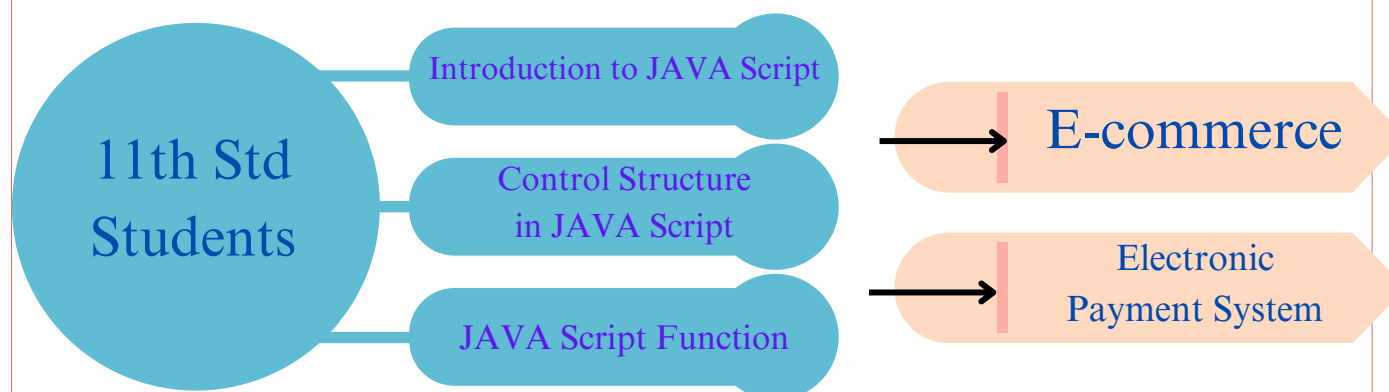 11th Std
Students
Introduction to JAVA Script
Control Structure
in JAVA Script
JAVA Script Function
E-commerce
Electronic
Payment System